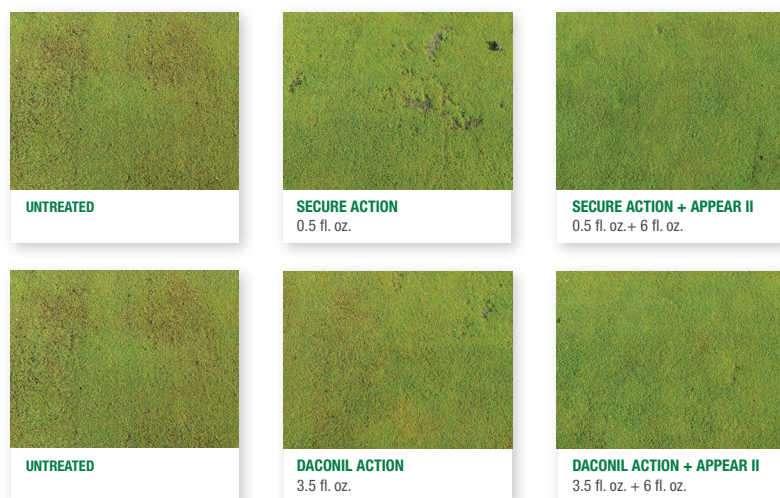 UNTREATED
SECURE ACTION
0.5 fl. oz.
SECURE ACTION + APPEAR II
0.5 fl. oz.+ 6 fl. oz.
UNTREATED
DACONIL ACTION
3.5 fl. oz.
DACONIL ACTION + APPEAR II
3.5 fl. oz. + 6 fl. oz.